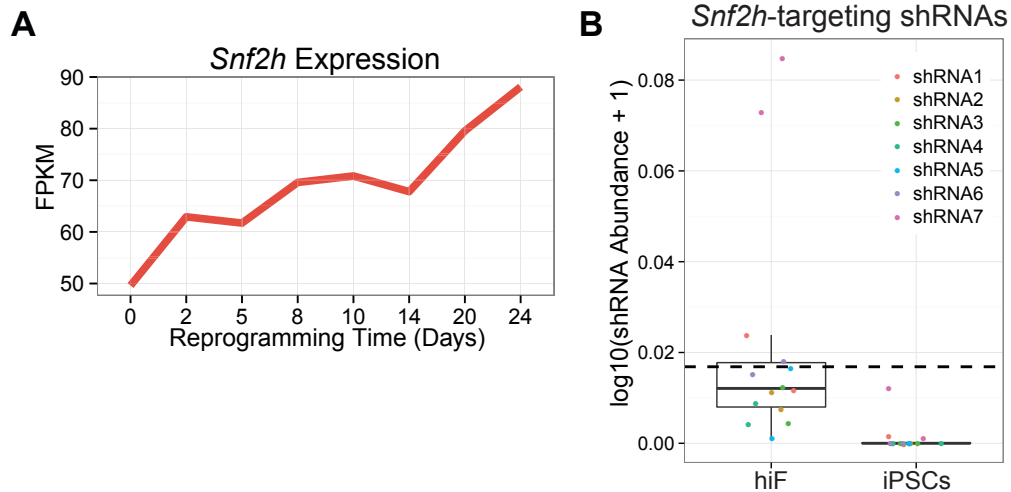 A
Snf2h Expression
FPKM
90
80
70
60
50
0 2 5 8 10 14 20 24
Reprogramming Time (Days)
B
Snf2h-targeting shRNAs
log10(shRNA Abundance + 1)
0.08
0.06
0.04
0.02
0.00
shRNA1
shRNA2
shRNA3
shRNA4
shRNA5
shRNA6
shRNA7
hiF iPSCs